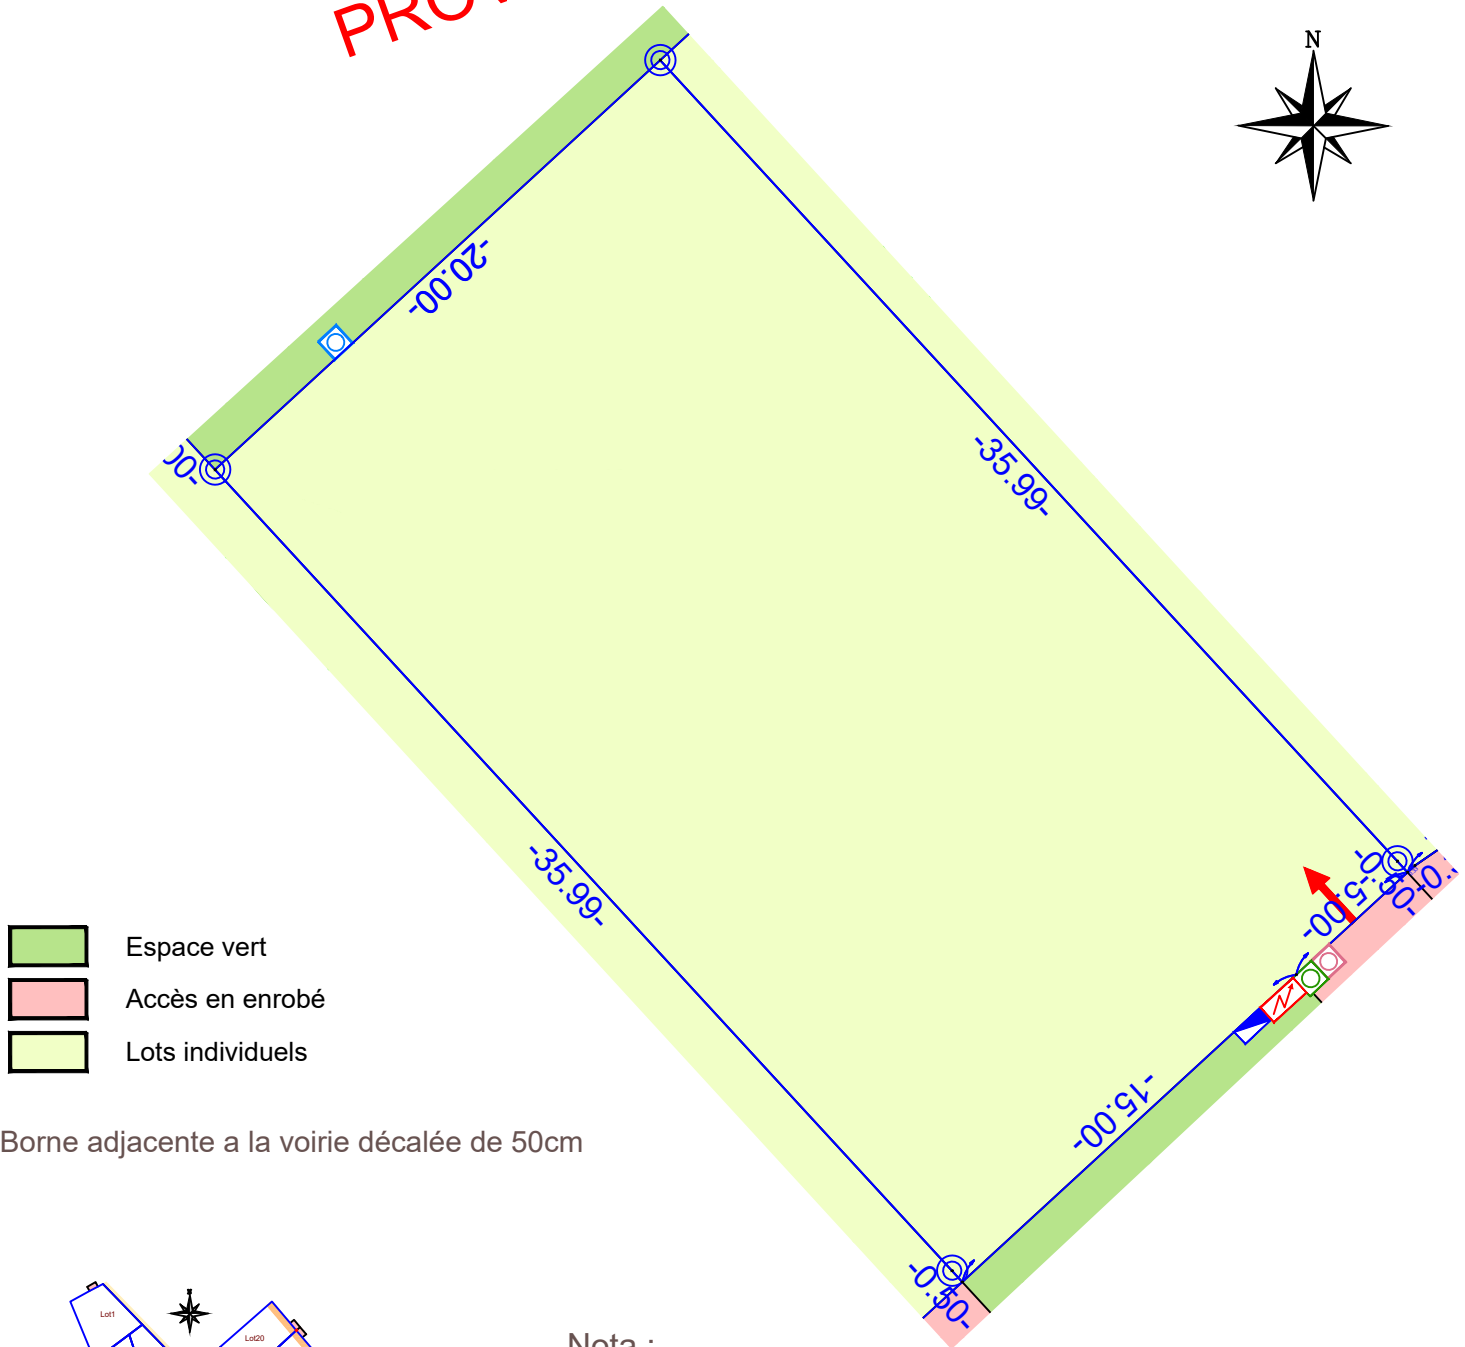 N
-20.00-
-35.99-
-35.99-
-5.00-
-15.00-
-0.50-
Espace vert
Accès en enrobé
Lots individuels
Borne adjacente a la voirie décalée de 50cm
Lot1
Lot20
Nota :